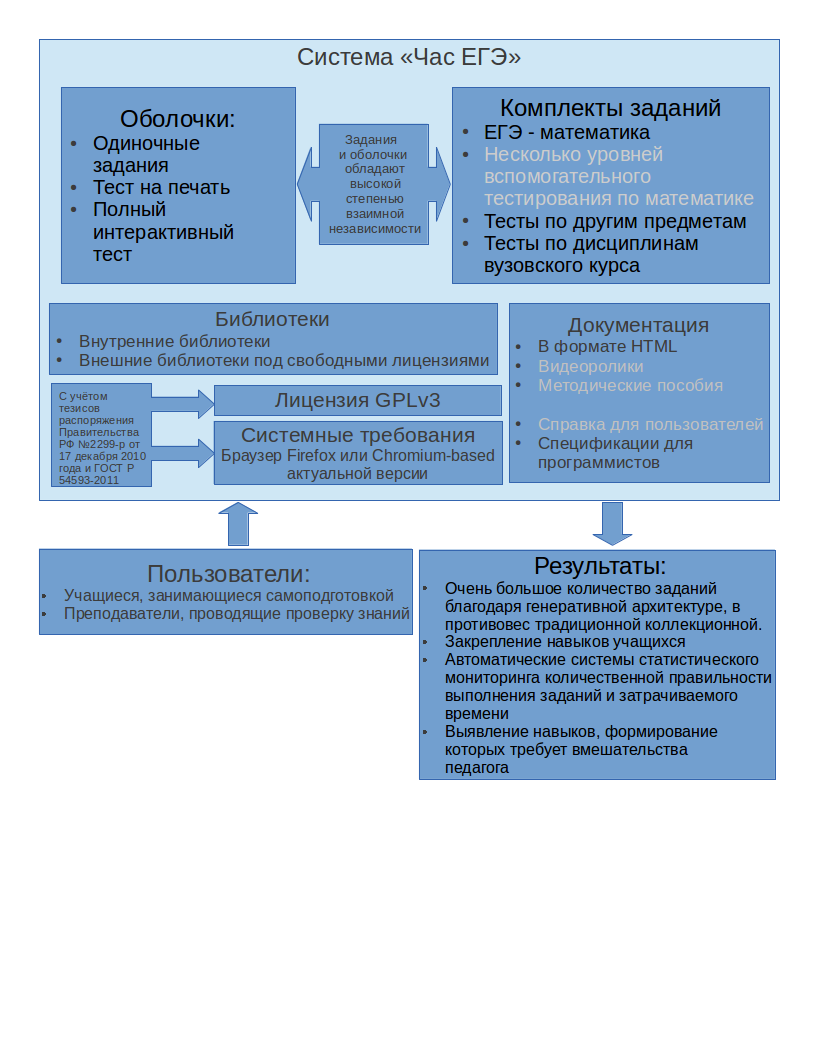 Система «Час ЕГЭ»
Оболочки:
Одиночные
задания
Тест на печать
Полный
интерактивный
тест
Задания
и оболочки
обладают
высокой
степенью
взаимной
независимости
Комплекты заданий
ЕГЭ - математика
Несколько уровней
вспомогательного
тестирования по математике
Тесты по другим предметам
Тесты по дисциплинам
вузовского курса
Библиотеки
Внутренние библиотеки
Внешние библиотеки под свободными лицензиями
Документация
В формате HTML
Видеоролики
Методические пособия
Справка для пользователей
Спецификации для
программистов
С учётом
тезисов
распоряжения
Правительства
РФ №2299-р от
17 декабря 2010
года и ГОСТ Р
54593-2011
Лицензия GPLv3
Системные требования
Браузер Firefox или Chromium-based
актуальной версии
Пользователи:
Учащиеся, занимающиеся самоподготовкой
Преподаватели, проводящие проверку знаний
Результаты:
Очень большое количество заданий
благодаря генеративной архитектуре, в
противовес традиционной коллекционной.
Закрепление навыков учащихся
Автоматические системы статистического
мониторинга количественной правильности
выполнения заданий и затрачиваемого
времени
Выявление навыков, формирование
которых требует вмешательства
педагога